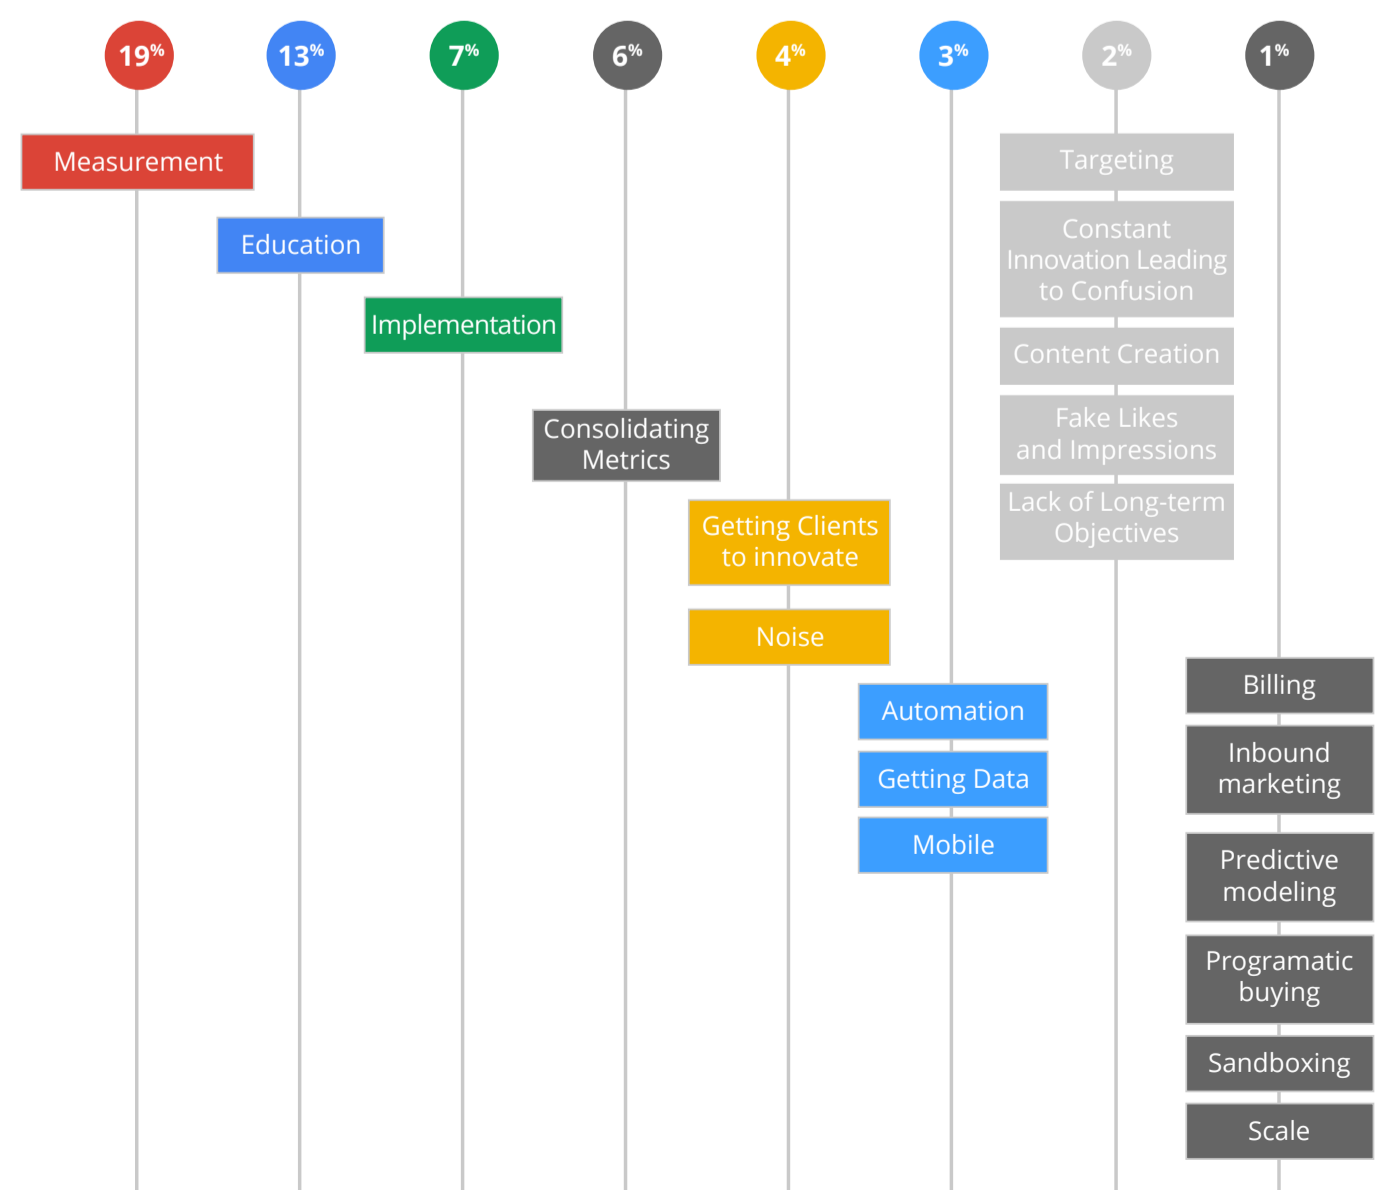 19%
13%
7%
6%
4%
3%
2%
1%
Measurement
Education
Implementation
Consolidating
Metrics
Getting Clients
to innovate
Noise
Automation
Getting Data
Mobile
Targeting
Constant
Innovation Leading
to Confusion
Content Creation
Fake Likes
and Impressions
Lack of Long-term
Objectives
Billing
Inbound
marketing
Predictive
modeling
Programatic
buying
Sandboxing
Scale